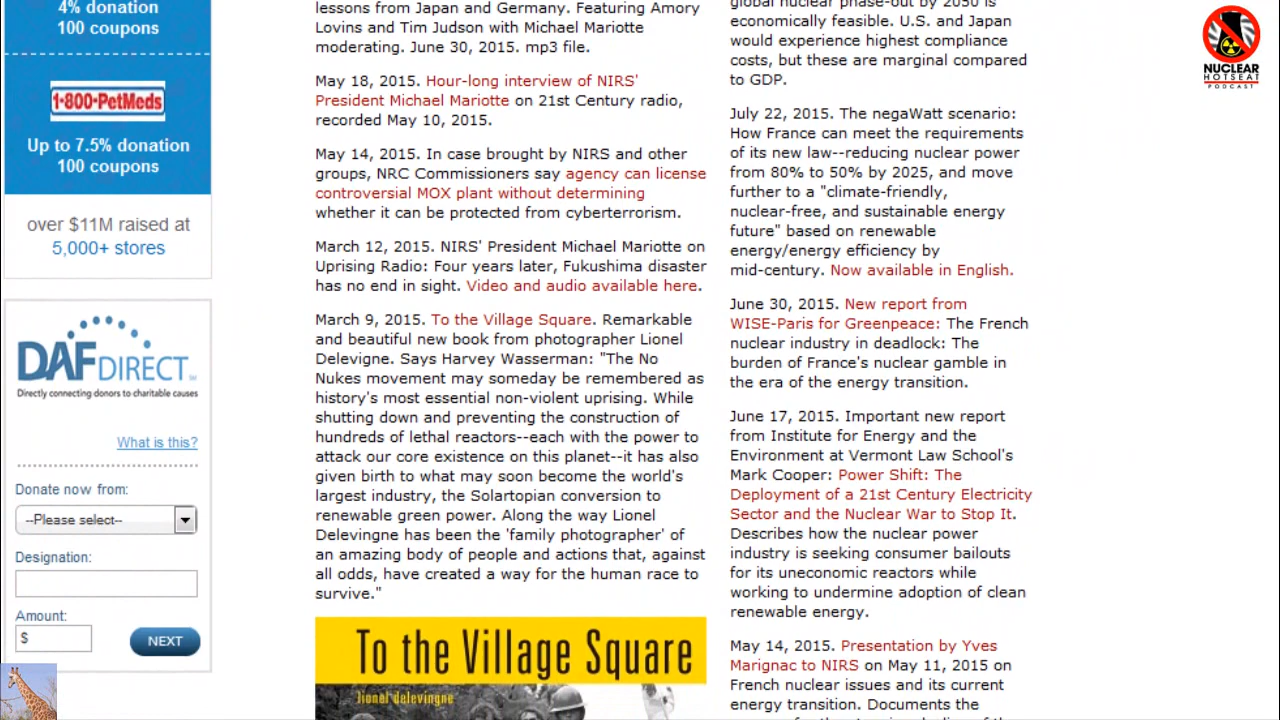 4% donation
100 coupons
1-800-PetMeds
Up to 7.5% donation
100 coupons
over $11M raised at
5,000+ stores
DAFDIRECT
Directly connecting donors to charitable causes
What is this?
Donate now from:
--Please select--
Designation:
Amount:
$
NEXT
lessons from Japan and Germany. Featuring Amory
Lovins and Tim Judson with Michael Mariotte
moderating. June 30, 2015. mp3 file.
May 18, 2015. Hour-long interview of NIRS'
President Michael Mariotte on 21st Century radio,
recorded May 10, 2015.
May 14, 2015. In case brought by NIRS and other
groups, NRC Commissioners say agency can license
controversial MOX plant without determining
whether it can be protected from cyberterrorism.
March 12, 2015. NIRS' President Michael Mariotte on
Uprising Radio: Four years later, Fukushima disaster
has no end in sight. Video and audio available here.
March 9, 2015. To the Village Square. Remarkable
and beautiful new book from photographer Lionel
Delevigne. Says Harvey Wasserman: "The No
Nukes movement may someday be remembered as
history's most essential non-violent uprising. While
shutting down and preventing the construction of
hundreds of lethal reactors--each with the power to
attack our core existence on this planet--it has also
given birth to what may soon become the world's
largest industry, the Solartopian conversion to
renewable green power. Along the way Lionel
Delevingne has been the 'family photographer' of
an amazing body of people and actions that, against
all odds, have created a way for the human race to
survive."
To the Village Square
lionel delevingne
global nuclear phase-out by 2050 is
economically feasible. U.S. and Japan
would experience highest compliance
costs, but these are marginal compared
to GDP.
July 22, 2015. The negaWatt scenario:
How France can meet the requirements
of its new law--reducing nuclear power
from 80% to 50% by 2025, and move
further to a "climate-friendly,
nuclear-free, and sustainable energy
future" based on renewable
energy/energy efficiency by
mid-century. Now available in English.
June 30, 2015. New report from
WISE-Paris for Greenpeace: The French
nuclear industry in deadlock: The
burden of France's nuclear gamble in
the era of the energy transition.
June 17, 2015. Important new report
from Institute for Energy and the
Environment at Vermont Law School's
Mark Cooper: Power Shift: The
Deployment of a 21st Century Electricity
Sector and the Nuclear War to Stop It.
Describes how the nuclear power
industry is seeking consumer bailouts
for its uneconomic reactors while
working to undermine adoption of clean
renewable energy.
May 14, 2015. Presentation by Yves
Marignac to NIRS on May 11, 2015 on
French nuclear issues and its current
energy transition. Documents the
NUCLEAR
HOTSEAT
PODCAST